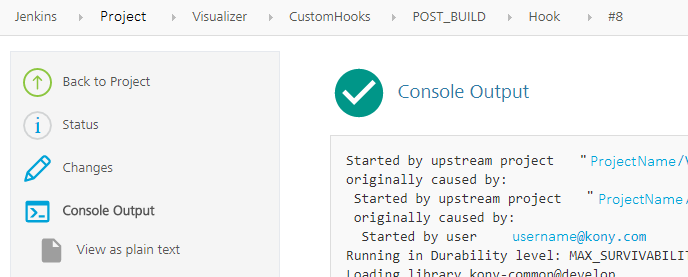 Jenkins Project Visualizer CustomHooks POST_BUILD Hook #8
Back to Project
Status
Changes
Console Output
View as plain text
Console Output
Started by upstream project "ProjectName/
originally caused by:
Started by upstream project "ProjectName/
originally caused by:
Started by user username@kony.com
Running in Durability level: MAX_SURVIVABILIT
Loading library kony-common@develop